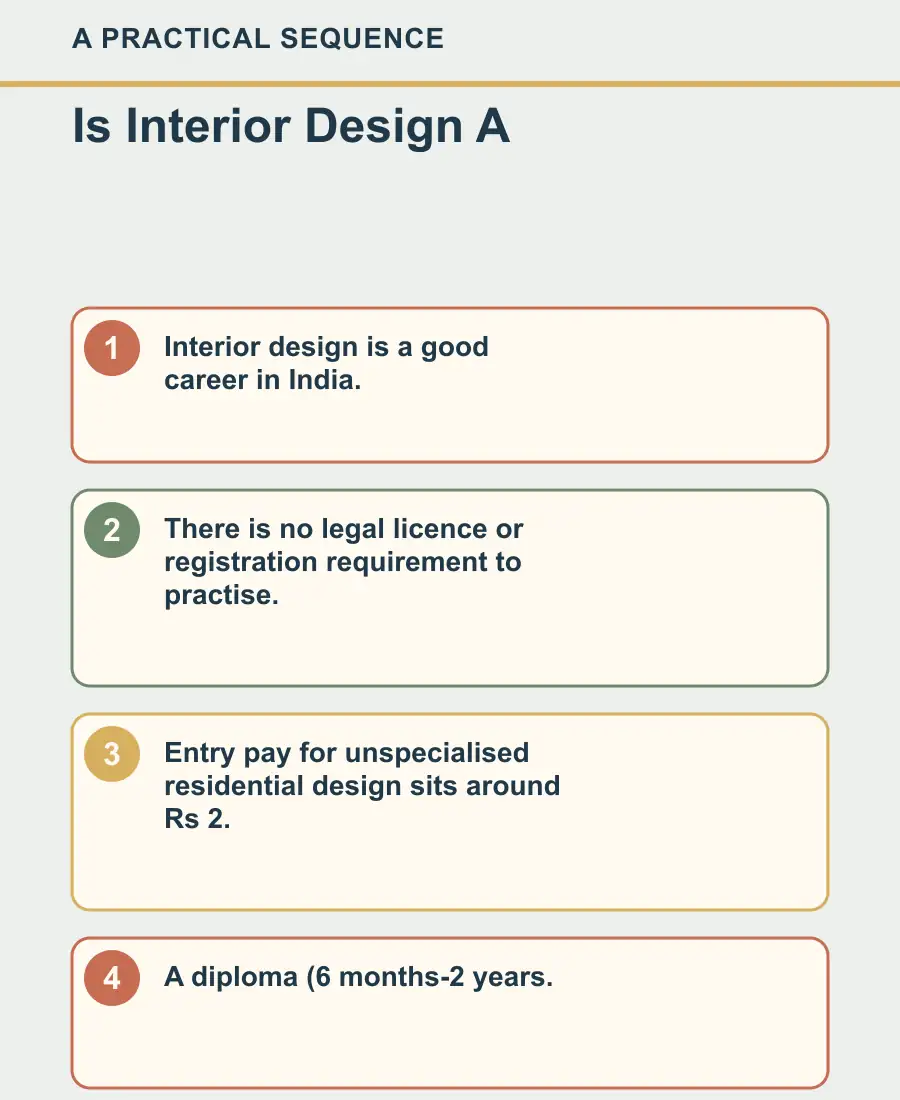 A PRACTICAL SEQUENCE
Is Interior Design A
1
Interior design is a good
career in India.
2
There is no legal licence or
registration requirement to
practise.
3
Entry pay for unspecialised
residential design sits around
Rs 2.
4
A diploma (6 months-2 years.